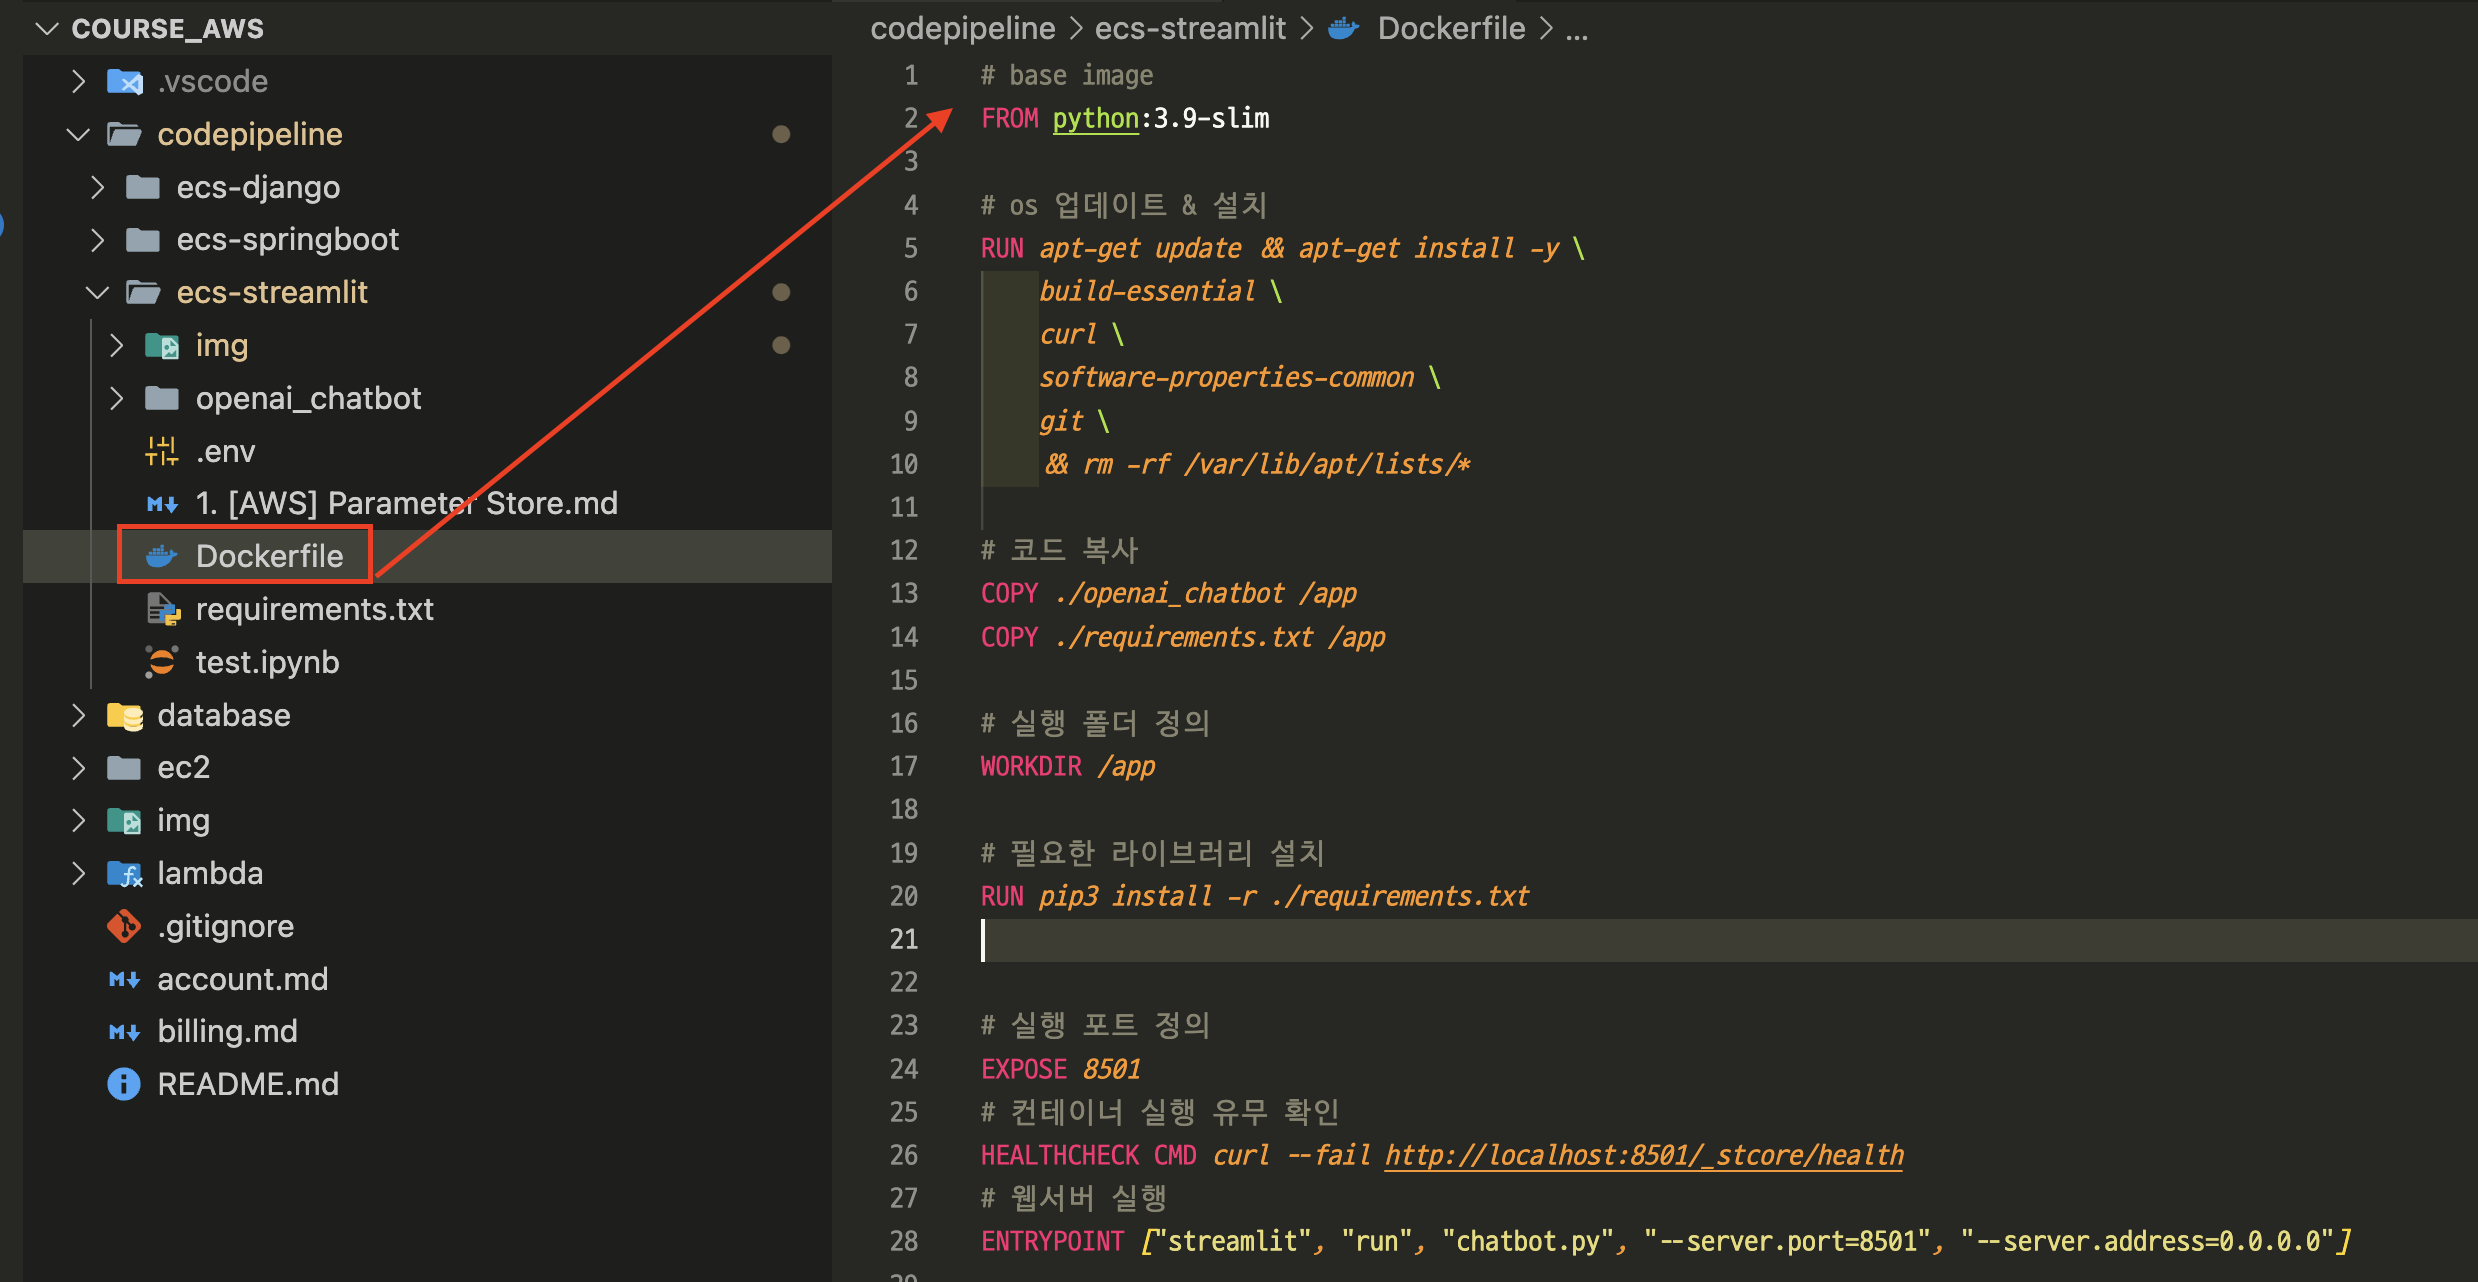 COURSE_AWS
.vscode
codepipeline
ecs-django
ecs-springboot
ecs-streamlit
img
openai_chatbot
.env
1. [AWS] Parameter Store.md
Dockerfile
requirements.txt
test.ipynb
database
ec2
img
lambda
.gitignore
account.md
billing.md
README.md
codepipeline > ecs-streamlit > Dockerfile > ...
1 # base image
2 FROM python:3.9-slim
3
4 # os 업데이트 & 설치
5 RUN apt-get update && apt-get install -y \
6 build-essential \
7 curl \
8 software-properties-common \
9 git \
10 && rm -rf /var/lib/apt/lists/*
11
12 # 코드 복사
13 COPY ./openai_chatbot /app
14 COPY ./requirements.txt /app
15
16 # 실행 폴더 정의
17 WORKDIR /app
18
19 # 필요한 라이브러리 설치
20 RUN pip3 install -r ./requirements.txt
21
22
23 # 실행 포트 정의
24 EXPOSE 8501
25 # 컨테이너 실행 유무 확인
26 HEALTHCHECK CMD curl --fail http://localhost:8501/_stcore/health
27 # 웹서버 실행
28 ENTRYPOINT ["streamlit", "run", "chatbot.py", "--server.port=8501", "--server.address=0.0.0.0"]